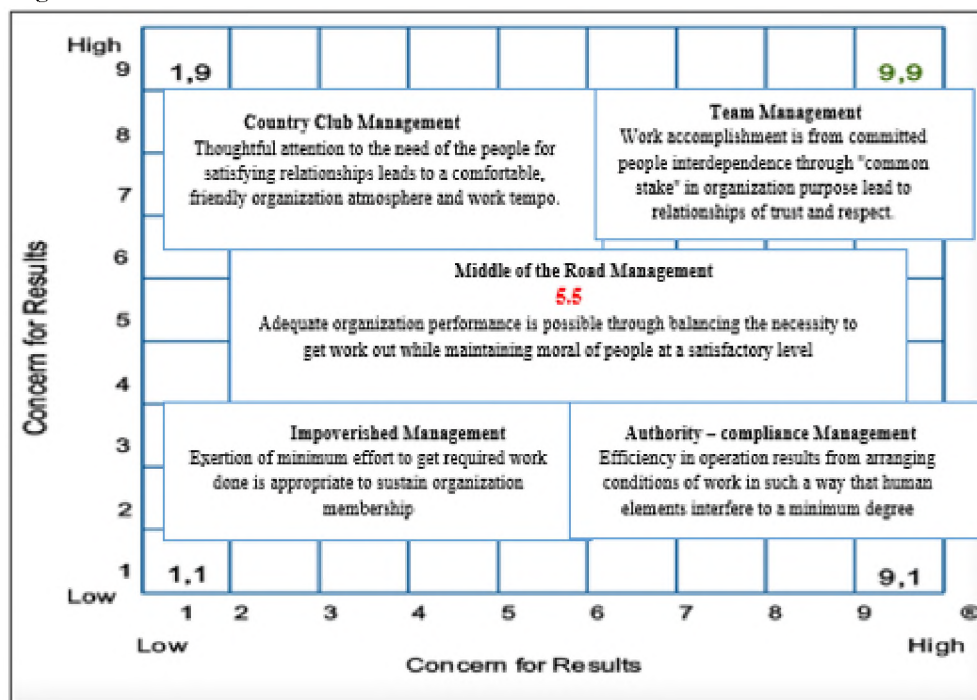 High
9
1,9
9,9
Country Club Management
Thoughtful attention to the need of the people for
satisfying relationships leads to a comfortable,
friendly organization atmosphere and work tempo.
Team Management
Work accomplishment is from committed
people interdependence through "common
stake" in organization purpose lead to
relationships of trust and respect.
8
7
6
5
4
3
2
1
Low
Concern for Results
Middle of the Road Management
5.5
Adequate organization performance is possible through balancing the necessity to
get work out while maintaining moral of people at a satisfactory level
Impoverished Management
Exertion of minimum effort to get required work
done is appropriate to sustain organization
membership
Authority – compliance Management
Efficiency in operation results from arranging
conditions of work in such a way that human
elements interfere to a minimum degree
1,1
9,1
1 2 3 4 5 6 7 8 9 ®
Low
High
Concern for Results